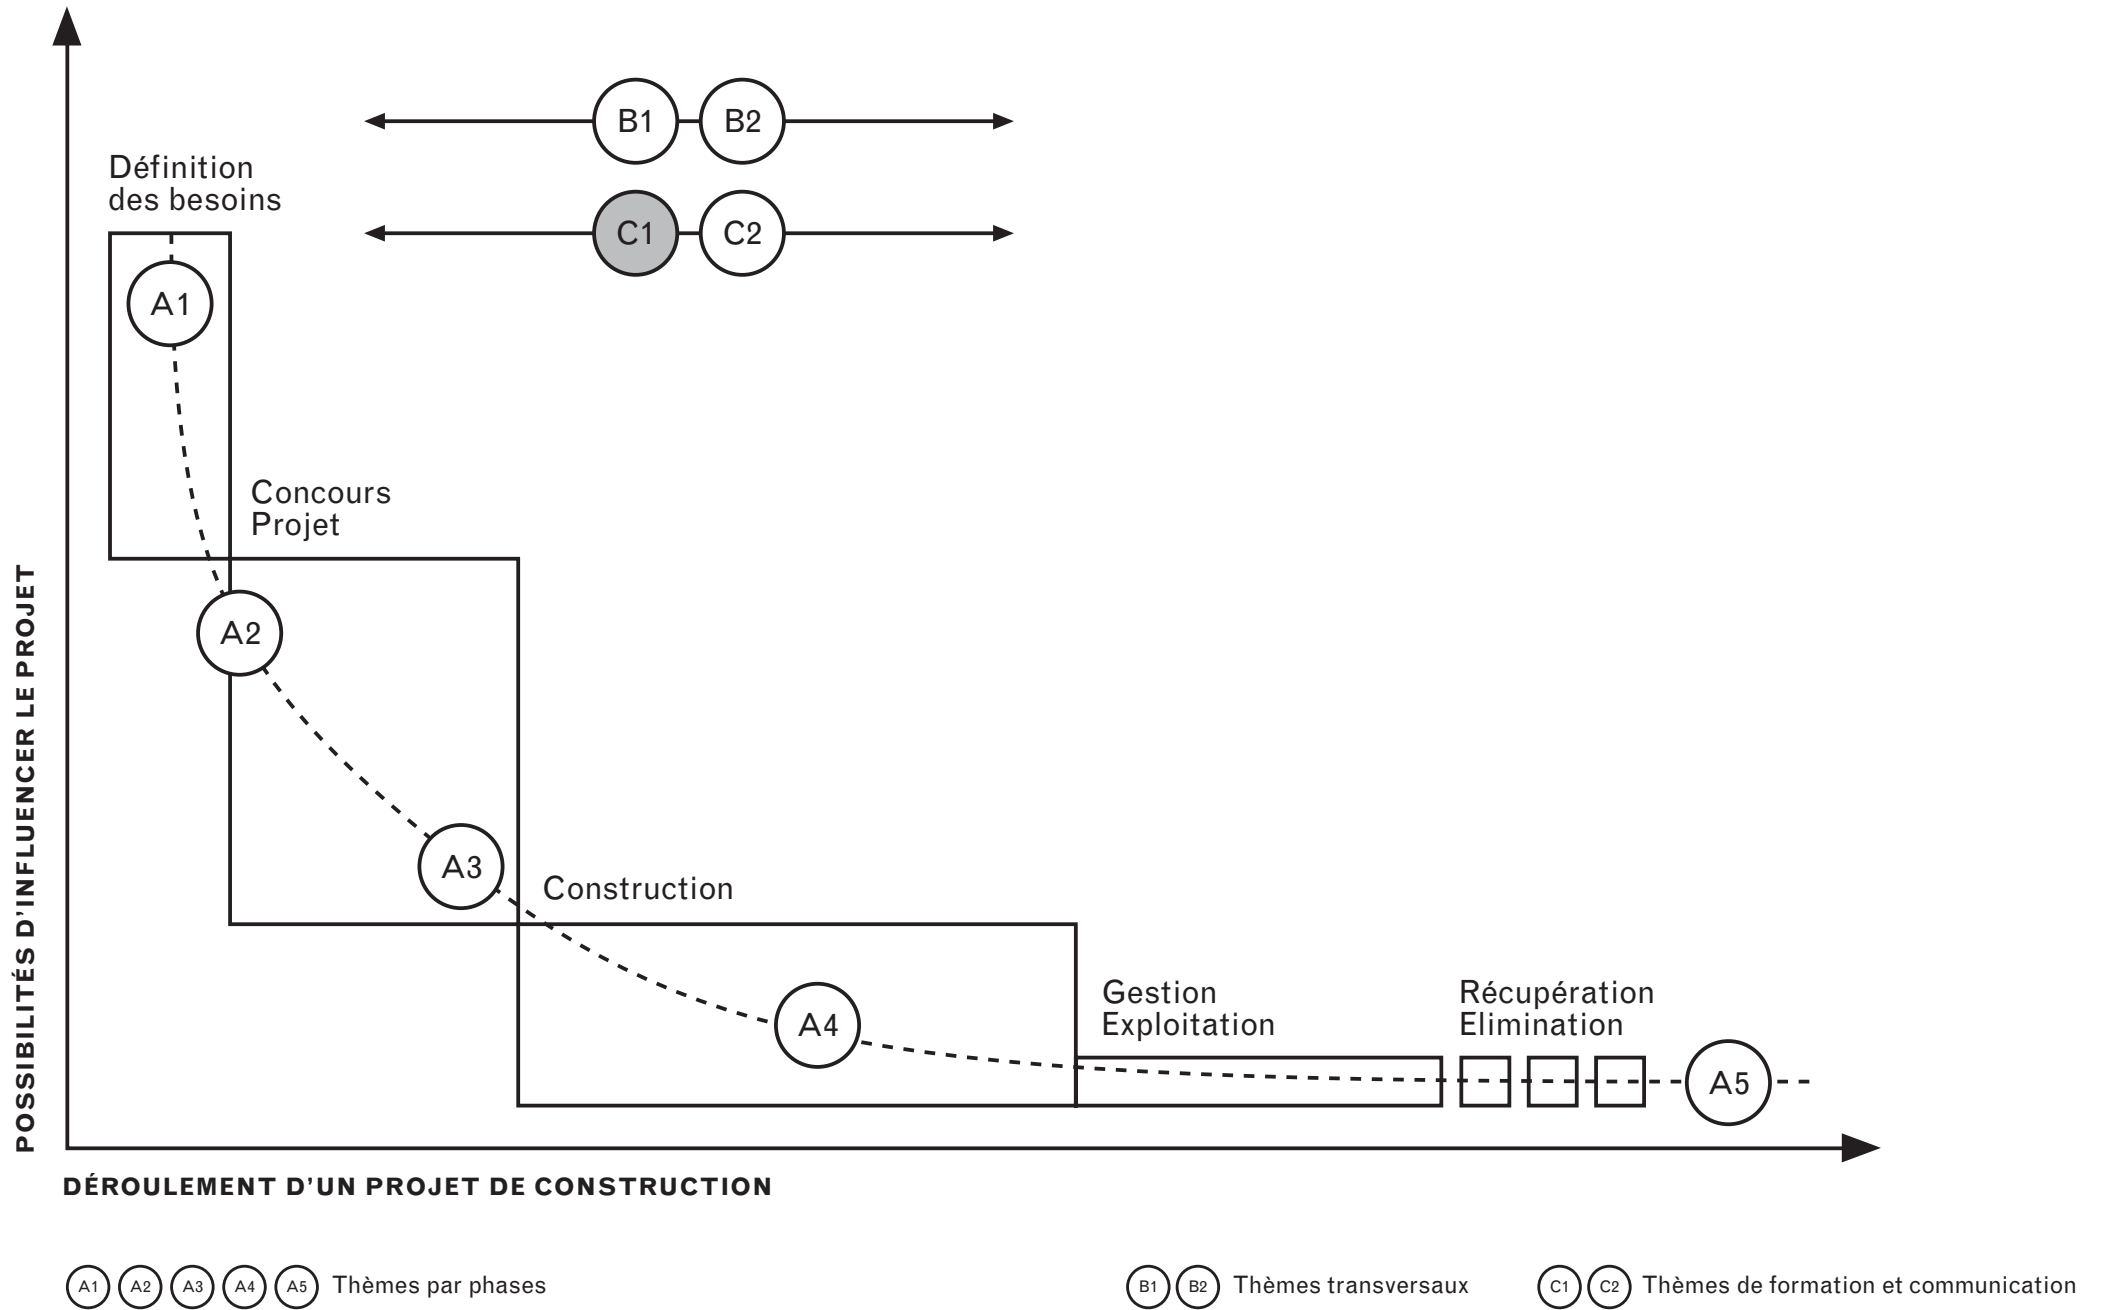 B1 B2
Définition
des besoins
C1 C2
A1
Concours
Projet
A2
A3
Construction
Gestion
Exploitation
Récupération
Elimination
A4
A5
POSSIBILITÉS D'INFLUENCER LE PROJET
DÉROULEMENT D'UN PROJET DE CONSTRUCTION
A1 A2 A3 A4 A5 Thèmes par phases
B1 B2 Thèmes transversaux
C1 C2 Thèmes de formation et communication